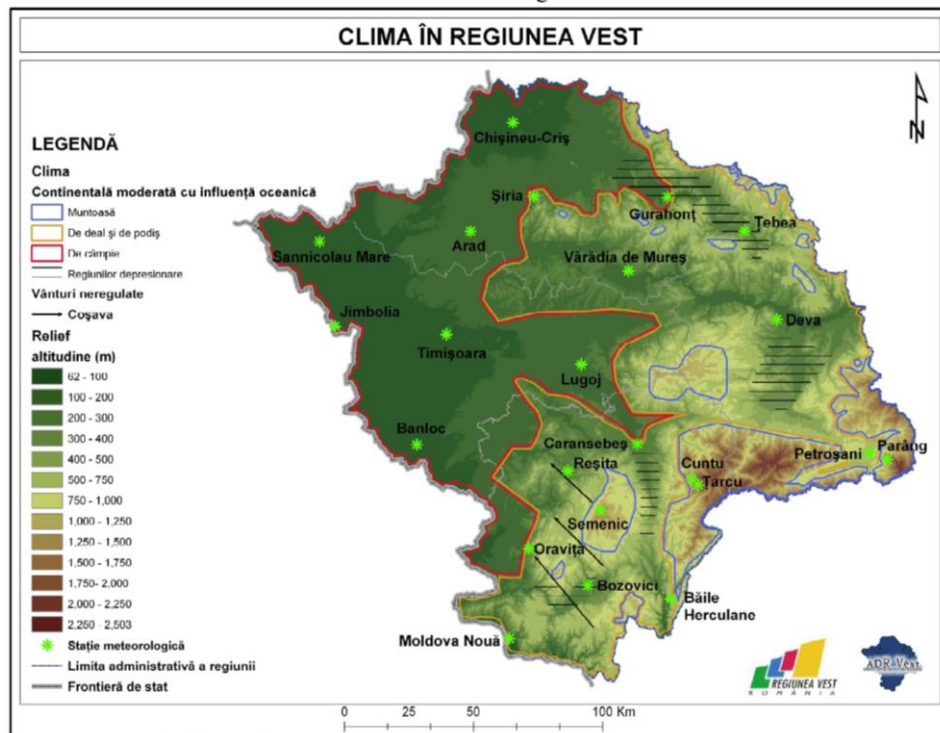 CLIMA ÎN REGIUNEA VEST
N
LEGENDĂ
Clima
Continentală moderată cu influență oceanică
Muntoasă
De deal și de podiș
De câmpie
Regiunilor depresionare
Vânturi neregulate
Coșava
Relief
altitudine (m)
62 - 100
100 - 200
200 - 300
300 - 400
400 - 500
500 - 750
750 - 1,000
1,000 - 1,250
1,250 - 1,500
1,500 - 1,750
1,750 - 2,000
2,000 - 2,250
2,250 - 2,503
Stație meteorologică
Limita administrativă a regiunii
Frontieră de stat
Chișineu-Criș
Șiria
Gurahonț
Țebea
Arad
Sannicolau Mare
Vărădia de Mureș
Jimbolia
Deva
Timișoara
Lugoj
Banloc
Caransebeș
Petroșani
Parâng
Reșița
Cuntu
Țarcu
Semenic
Oravița
Bozovici
Băile
Herculane
Moldova Nouă
REGIUNEA VEST
ROMÂNIA
ADR Vest
0 25 50 100 Km